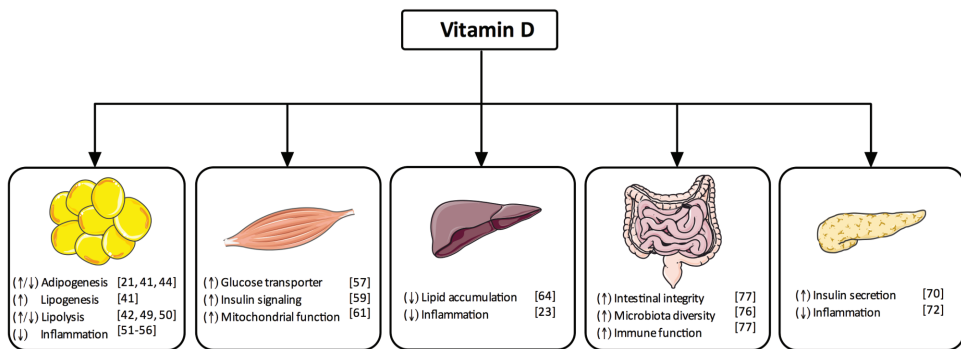 Vitamin D
(↑/↓) Adipogenesis [21, 41, 44]
(↑) Lipogenesis [41]
(↑/↓) Lipolysis [42, 49, 50]
(↓) Inflammation [51-56]
(↑) Glucose transporter [57]
(↑) Insulin signaling [59]
(↑) Mitochondrial function [61]
(↓) Lipid accumulation [64]
(↓) Inflammation [23]
(↑) Intestinal integrity [77]
(↑) Microbiota diversity [76]
(↑) Immune function [77]
(↑) Insulin secretion [70]
(↓) Inflammation [72]